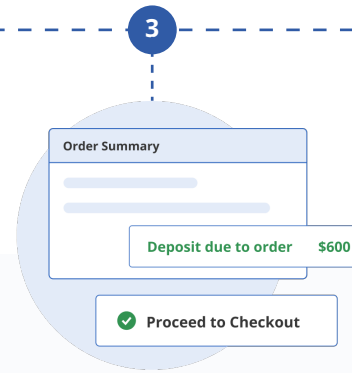 3
Order Summary
Deposit due to order $600
Proceed to Checkout